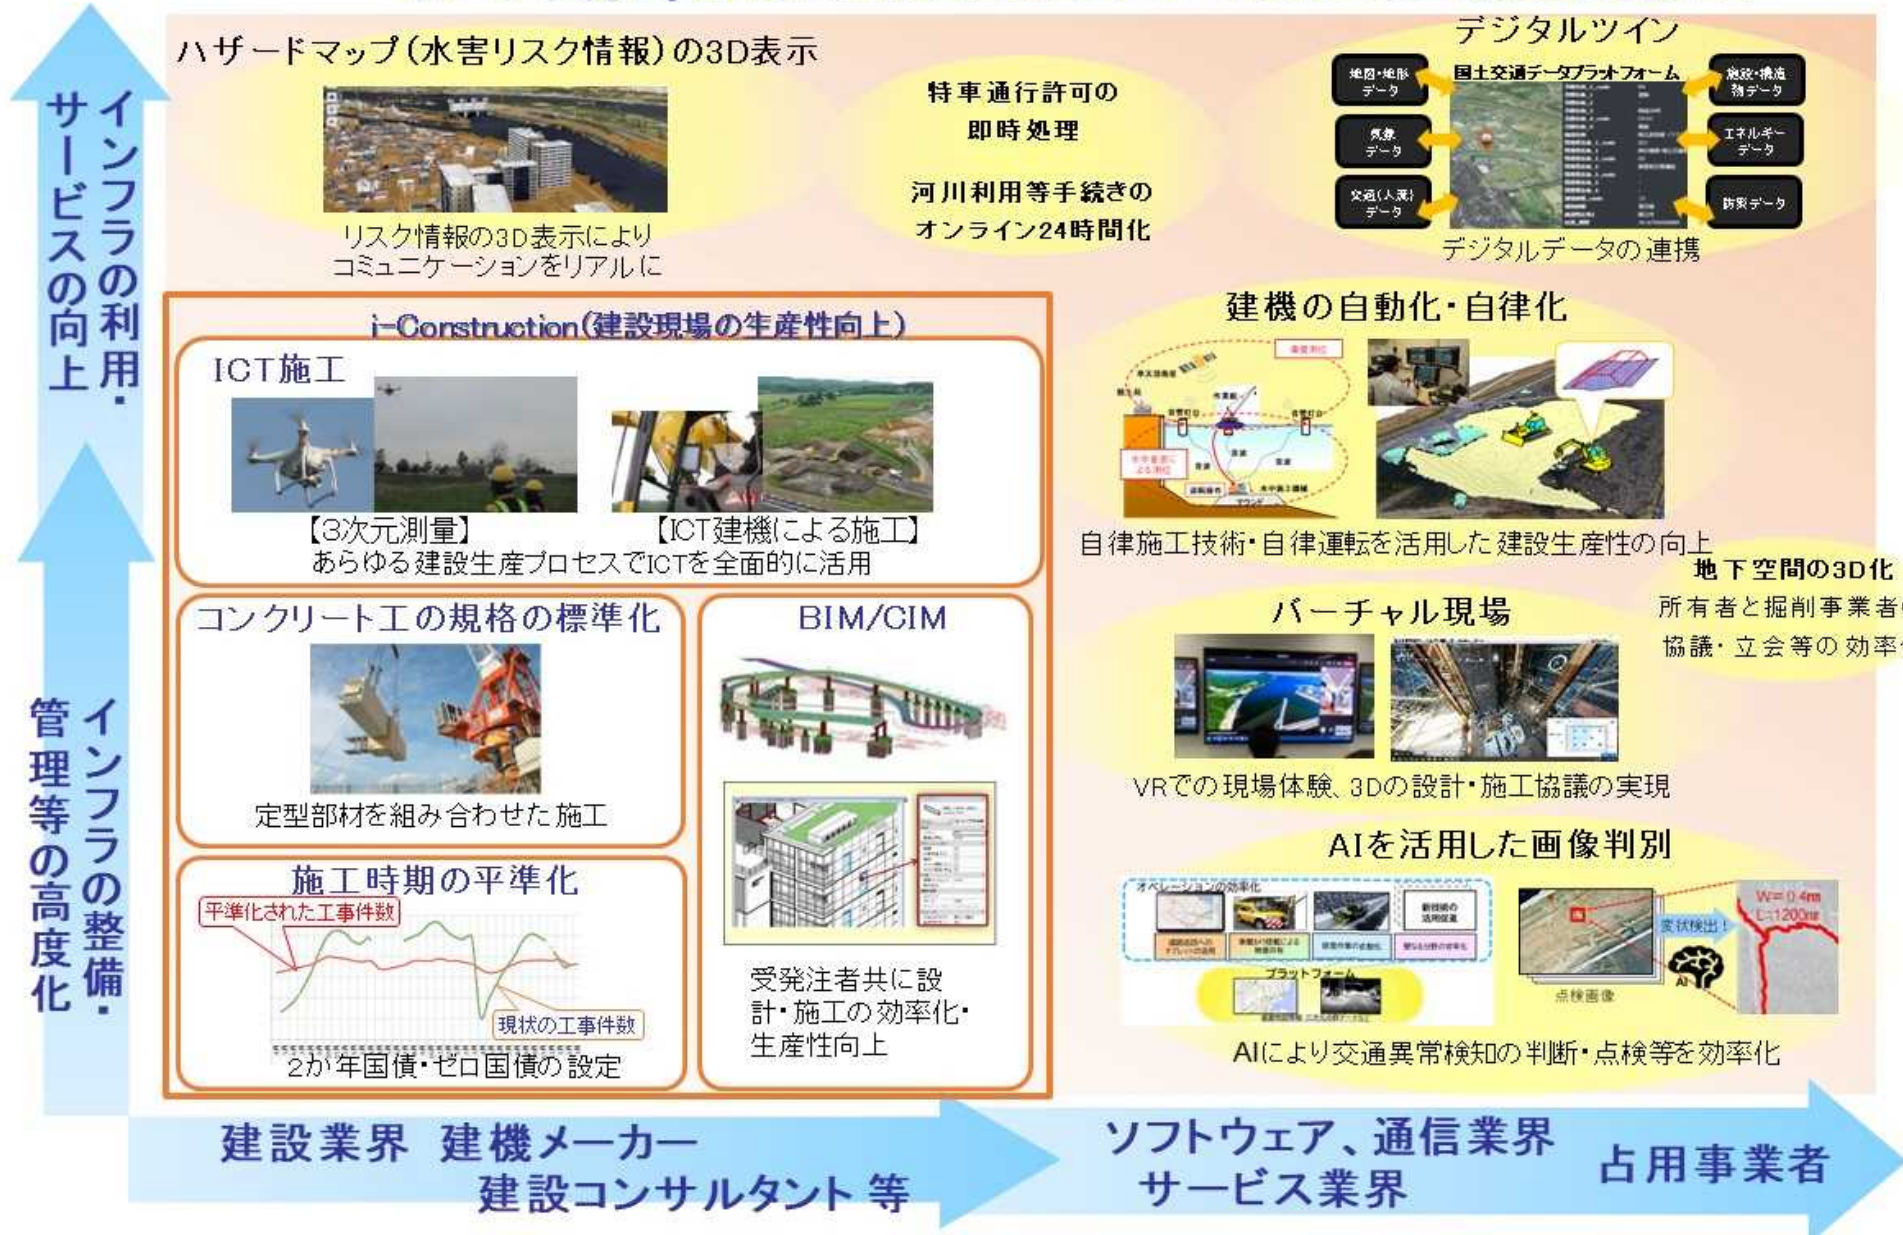 ハザードマップ(水害リスク情報)の3D表示
リスク情報の3D表示により
コミュニケーションをリアルに
特車通行許可の
即時処理
河川利用等手続きの
オンライン24時間化
デジタルツイン
国土交通データプラットフォーム
地図・地形
データ
気象
データ
交通(人流)
データ
施設・構造
物データ
エネルギー
データ
防災データ
デジタルデータの連携
インフラの利用・
サービスの向上
i-Construction(建設現場の生産性向上)
ICT施工
【3次元測量】
【ICT建機による施工】
あらゆる建設生産プロセスでICTを全面的に活用
コンクリート工の規格の標準化
定型部材を組み合わせた施工
施工時期の平準化
平準化された工事件数
現状の工事件数
2か年国債・ゼロ国債の設定
BIM/CIM
受発注者共に設
計・施工の効率化・
生産性向上
建機の自動化・自律化
作業船
音波
音波
水中施工機械
マウンド
自律施工技術・自律運転を活用した建設生産性の向上
地下空間の3D化
所有者と掘削事業者
協議・立会等の効率
バーチャル現場
VRでの現場体験、3Dの設計・施工協議の実現
AIを活用した画像判別
オペレーションの効率化
新技術の
活用促進
プラットフォーム
点検画像
変状検出!
AI
AIにより交通異常検知の判断・点検等を効率化
インフラの整備・
管理等の高度化
建設業界 建機メーカー
建設コンサルタント 等
ソフトウェア、通信業界
サービス業界
占用事業者